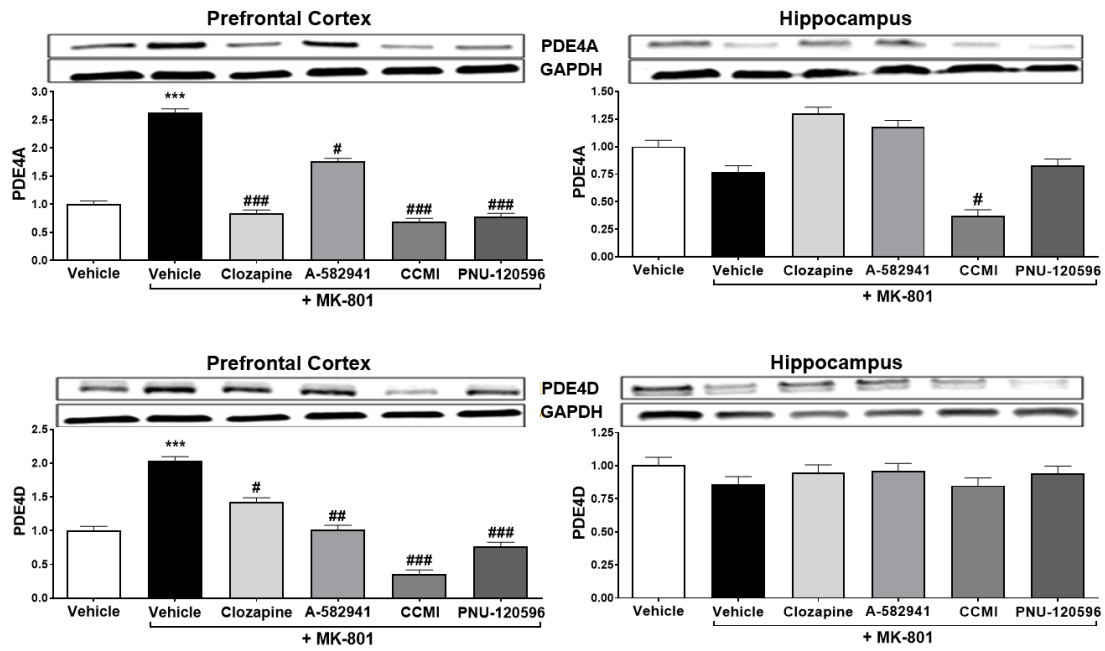 Prefrontal Cortex
PDE4A
GAPDH
***
#
###
###
###
3.0
2.5
2.0
1.5
1.0
0.5
0.0
PDE4A
Vehicle Vehicle Clozapine A-582941 CCMI PNU-120596
+ MK-801
Hippocampus
#
1.50
1.25
1.00
0.75
0.50
0.25
0.00
PDE4A
Vehicle Vehicle Clozapine A-582941 CCMI PNU-120596
+ MK-801
Prefrontal Cortex
PDE4D
GAPDH
***
#
##
###
###
2.5
2.0
1.5
1.0
0.5
0.0
PDE4D
Vehicle Vehicle Clozapine A-582941 CCMI PNU-120596
+ MK-801
Hippocampus
1.25
1.00
0.75
0.50
0.25
0.00
PDE4D
Vehicle Vehicle Clozapine A-582941 CCMI PNU-120596
+ MK-801